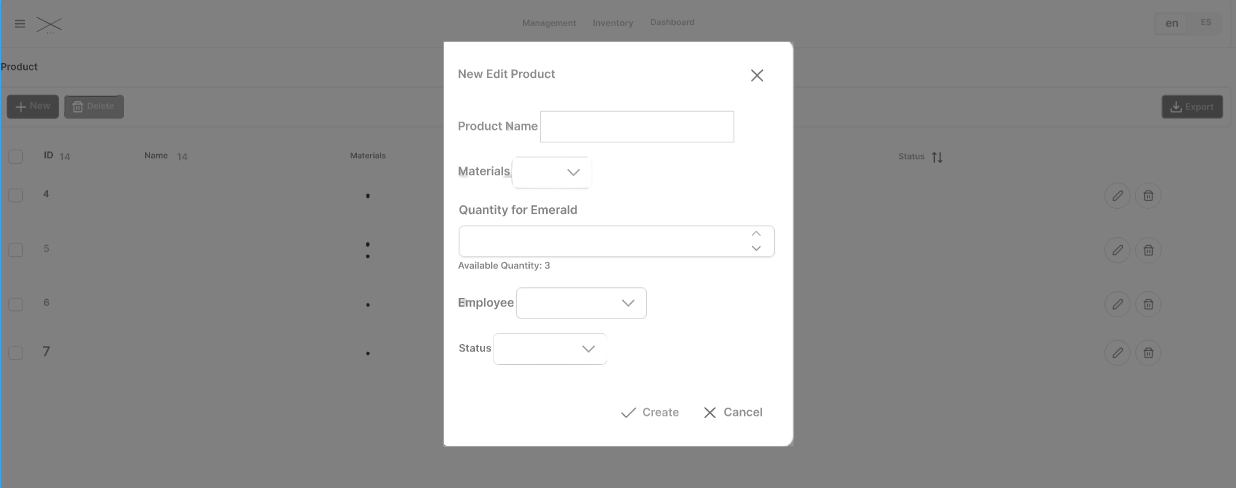 Management Inventory Dashboard en ES
Product
New Delete Export
ID 14 Name 14 Materials Status
4
5
6
7
New Edit Product
Product Name
Materials
Quantity for Emerald
Available Quantity: 3
Employee
Status
Create Cancel